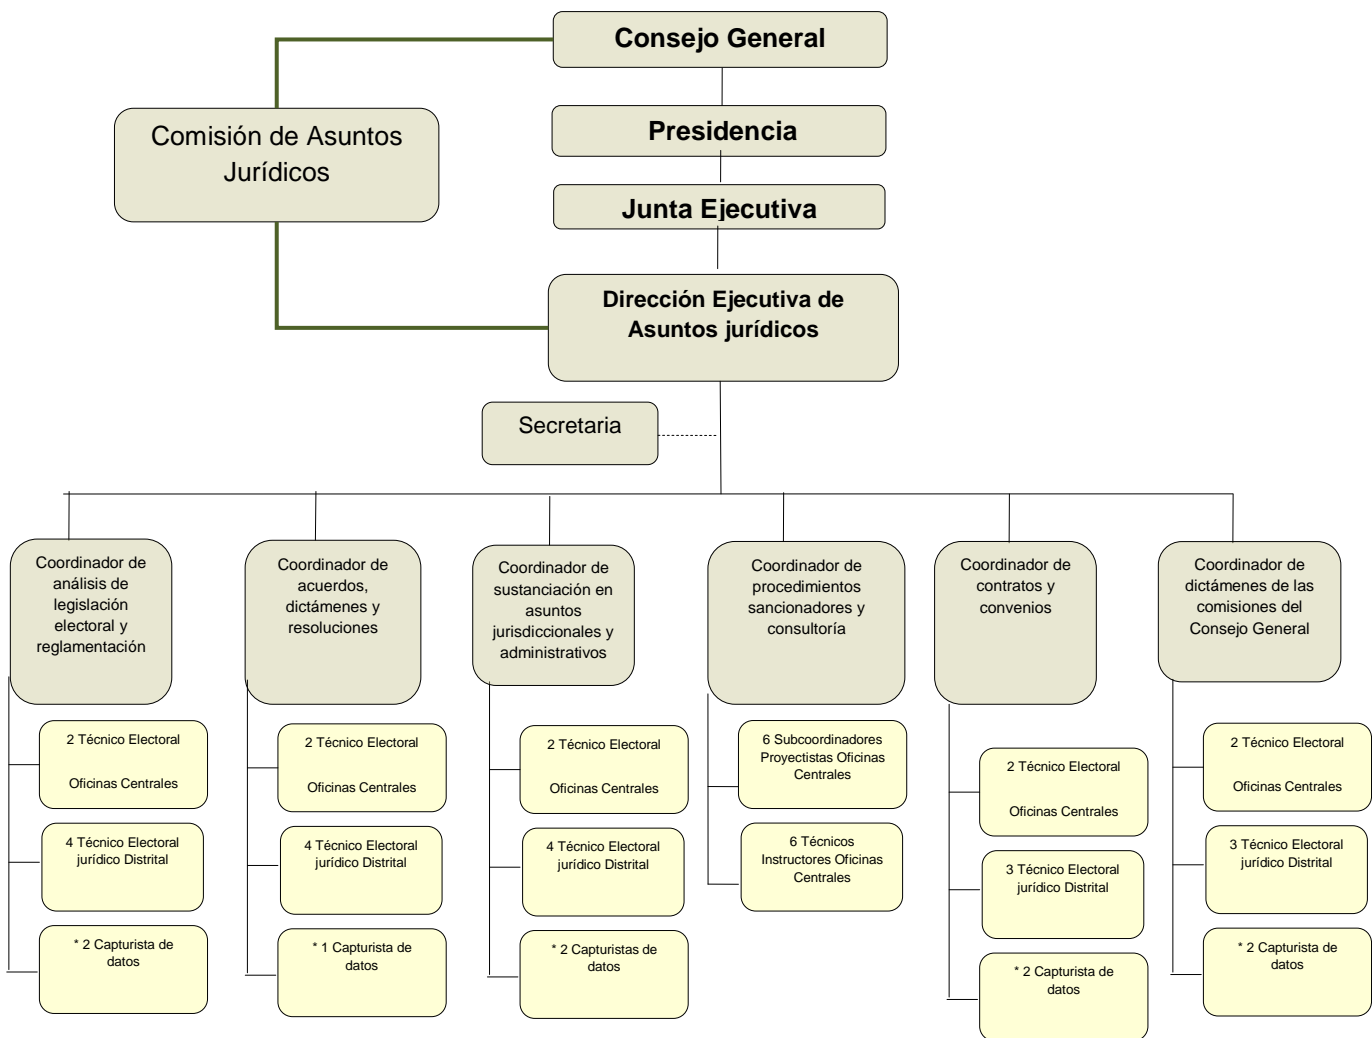 Consejo General
Comisión de Asuntos
Jurídicos
Presidencia
Junta Ejecutiva
Dirección Ejecutiva de
Asuntos jurídicos
Secretaria
Coordinador de
análisis de
legislación
electoral y
reglamentación
Coordinador de
acuerdos,
dictámenes y
resoluciones
Coordinador de
sustanciación en
asuntos
jurisdiccionales y
administrativos
Coordinador de
procedimientos
sancionadores y
consultoría
Coordinador de
contratos y
convenios
Coordinador de
dictámenes de las
comisiones del
Consejo General
2 Técnico Electoral
Oficinas Centrales
4 Técnico Electoral
jurídico Distrital
* 2 Capturista de
datos
2 Técnico Electoral
Oficinas Centrales
4 Técnico Electoral
jurídico Distrital
* 1 Capturista de
datos
2 Técnico Electoral
Oficinas Centrales
4 Técnico Electoral
jurídico Distrital
* 2 Capturistas de
datos
6 Subcoordinadores
Proyectistas Oficinas
Centrales
6 Técnicos
Instructores Oficinas
Centrales
2 Técnico Electoral
Oficinas Centrales
3 Técnico Electoral
jurídico Distrital
* 2 Capturista de
datos
2 Técnico Electoral
Oficinas Centrales
3 Técnico Electoral
jurídico Distrital
* 2 Capturista de
datos